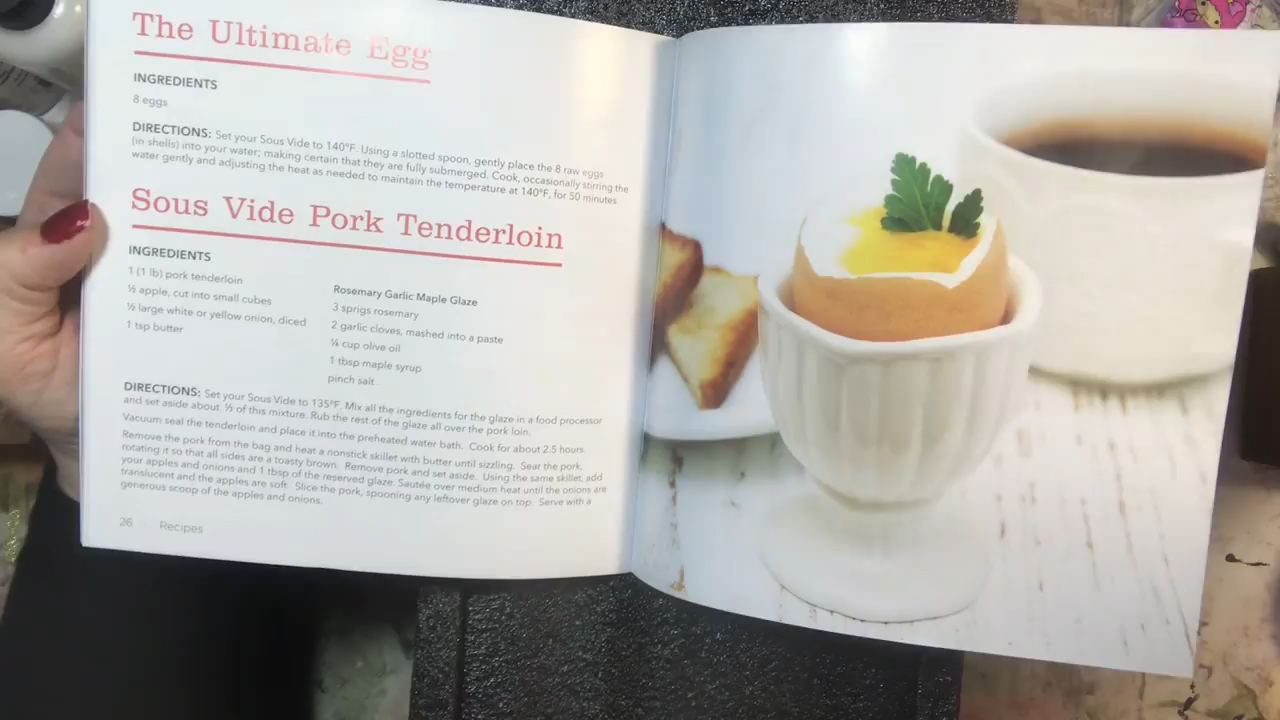 The Ultimate Egg
INGREDIENTS
8 eggs
DIRECTIONS: Set your Sous Vide to 140°F. Using a slotted spoon, gently place the 8 raw eggs
(in shells) into your water; making certain that they are fully submerged. Cook, occasionally stirring the
water gently and adjusting the heat as needed to maintain the temperature at 140°F, for 50 minutes.
Sous Vide Pork Tenderloin
INGREDIENTS
1 (1 lb) pork tenderloin
½ apple, cut into small cubes
½ large white or yellow onion, diced
1 tsp butter
Rosemary Garlic Maple Glaze
3 sprigs rosemary
2 garlic cloves, mashed into a paste
¼ cup olive oil
1 tbsp maple syrup
pinch salt
DIRECTIONS: Set your Sous Vide to 135°F. Mix all the ingredients for the glaze in a food processor
and set aside about ⅓ of this mixture. Rub the rest of the glaze all over the pork loin.
Vacuum seal the tenderloin and place it into the preheated water bath. Cook for about 2.5 hours.
Remove the pork from the bag and heat a nonstick skillet with butter until sizzling. Sear the pork,
rotating it so that all sides are a toasty brown. Remove pork and set aside. Using the same skillet, add
your apples and onions and 1 tbsp of the reserved glaze. Sautée over medium heat until the onions are
translucent and the apples are soft. Slice the pork, spooning any leftover glaze on top. Serve with a
generous scoop of the apples and onions.
26 Recipes